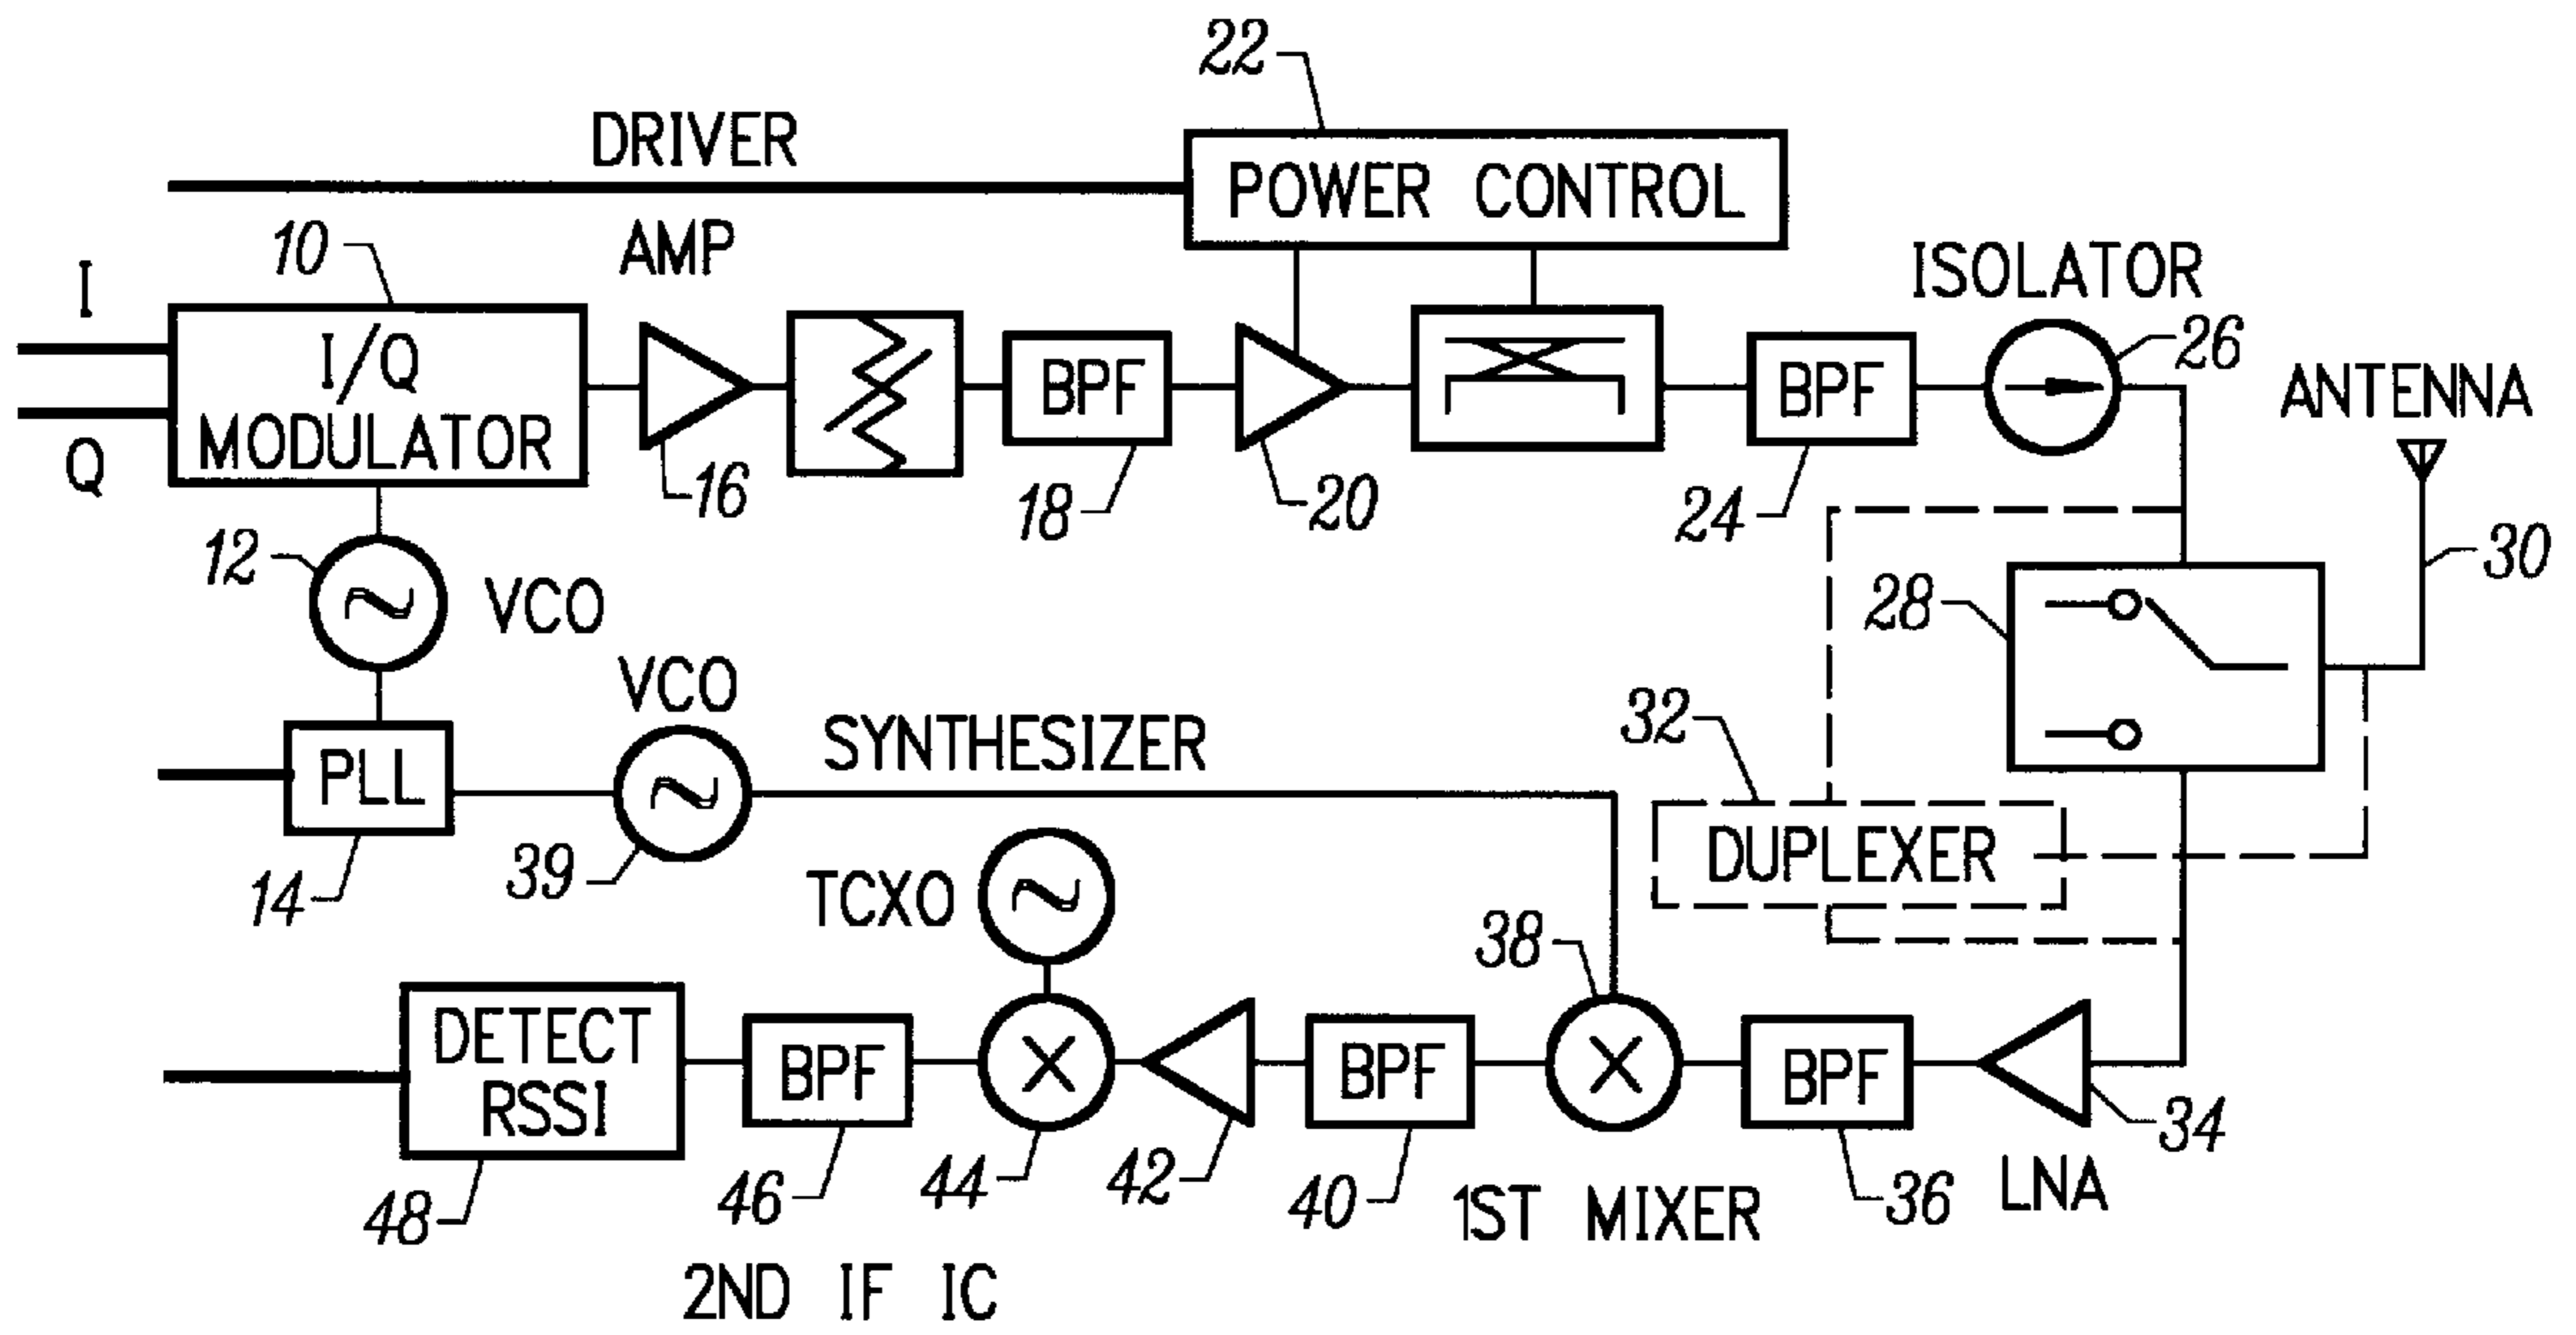 22
DRIVER
POWER CONTROL
10
AMP
ISOLATOR
I
26
I/Q
MODULATOR
BPF
BPF
ANTENNA
Q
16
18
20
24
12
VCO
30
28
VCO
32
SYNTHESIZER
PLL
DUPLEXER
39
14
TCXO
38
DETECT
RSSI
BPF
BPF
BPF
34
48
46
44
42
40
1ST MIXER
36
LNA
2ND IF IC